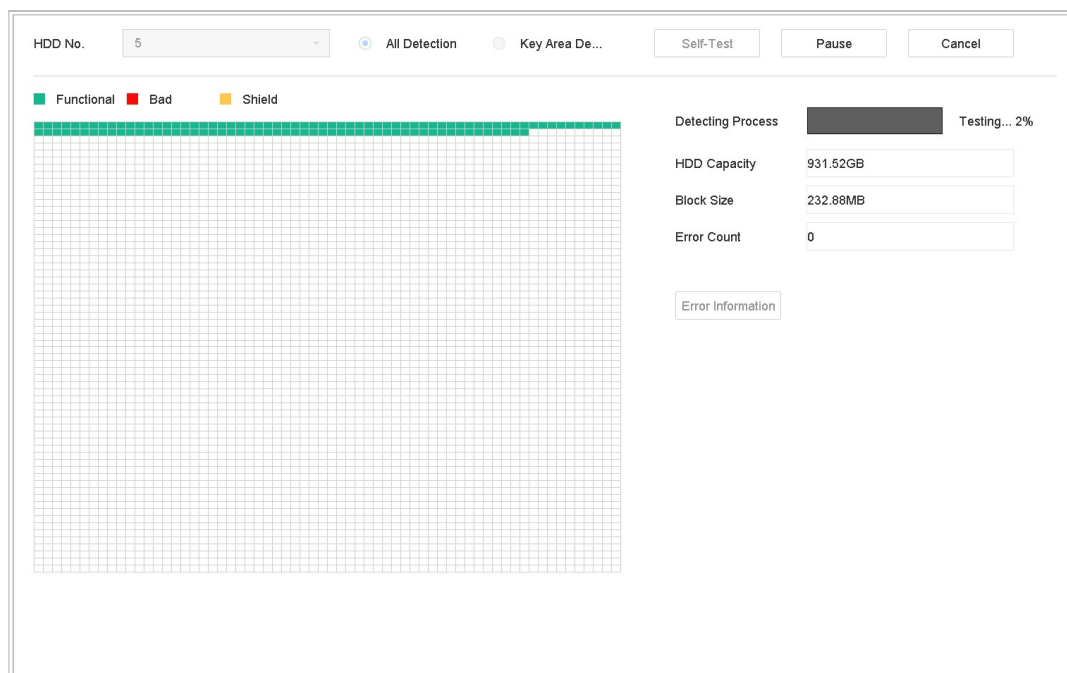 HDD No. 5 All Detection Key Area De... Self-Test Pause Cancel
Functional Bad Shield
Detecting Process Testing... 2%
HDD Capacity 931.52GB
Block Size 232.88MB
Error Count 0
Error Information